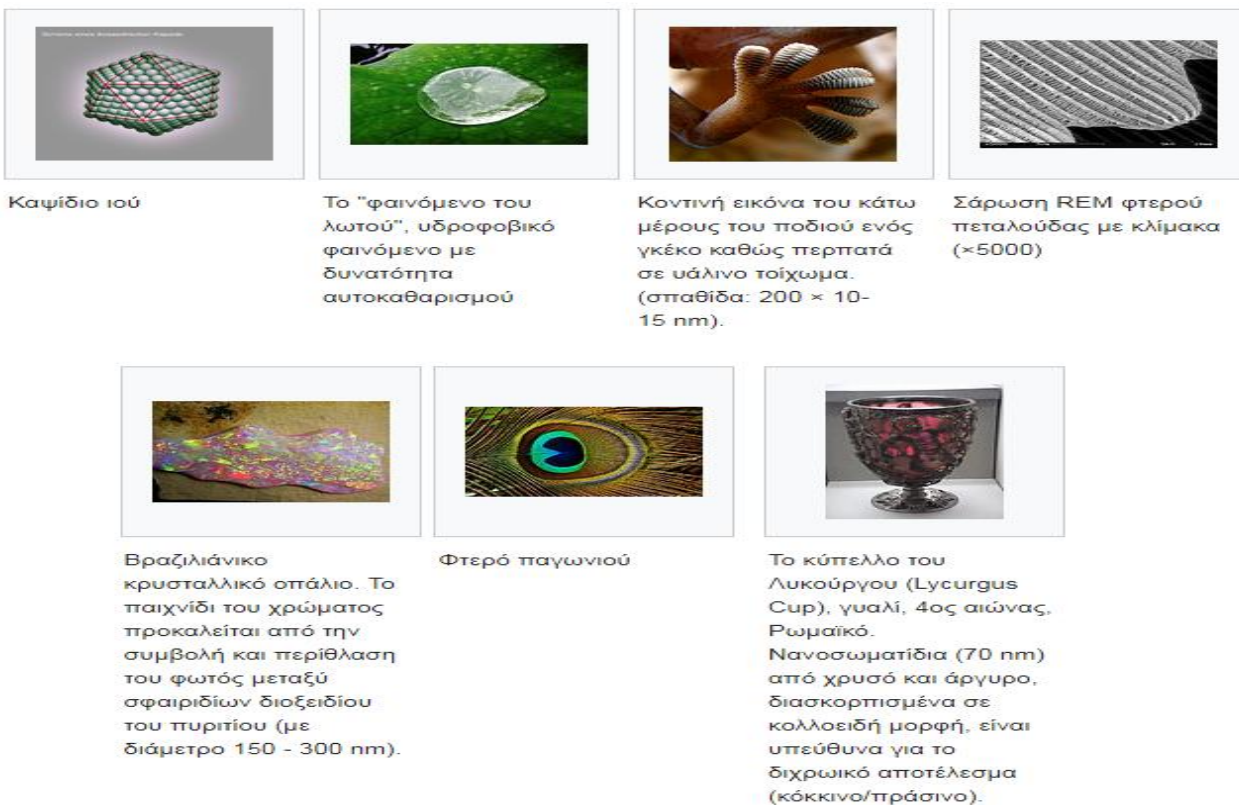 Καψίδιο ιού
Το "φαινόμενο του
λωτού", υδροφοβικό
φαινόμενο με
δυνατότητα
αυτοκαθαρισμού
Κοντινή εικόνα του κάτω
μέρους του ποδιού ενός
γκέκο καθώς περπατά
σε υάλινο τοίχωμα.
(σπαθίδα: 200 × 10-
15 nm).
Σάρωση REM φτερού
πεταλούδας με κλίμακα
(×5000)
Βραζιλιάνικο
κρυσταλλικό οπάλιο. Το
παιχνίδι του χρώματος
προκαλείται από την
συμβολή και περίθλαση
του φωτός μεταξύ
σφαιριδίων διοξειδίου
του πυριτίου (με
διάμετρο 150 - 300 nm).
Φτερό παγωνιού
Το κύπελλο του
Λυκούργου (Lycurgus
Cup), γυαλί, 4ος αιώνας,
Ρωμαϊκό.
Νανοσωματίδια (70 nm)
από χρυσό και άργυρο,
διασκορπισμένα σε
κολλοειδή μορφή, είναι
υπεύθυνα για το
διχρωικό αποτέλεσμα
(κόκκινο/πράσινο).